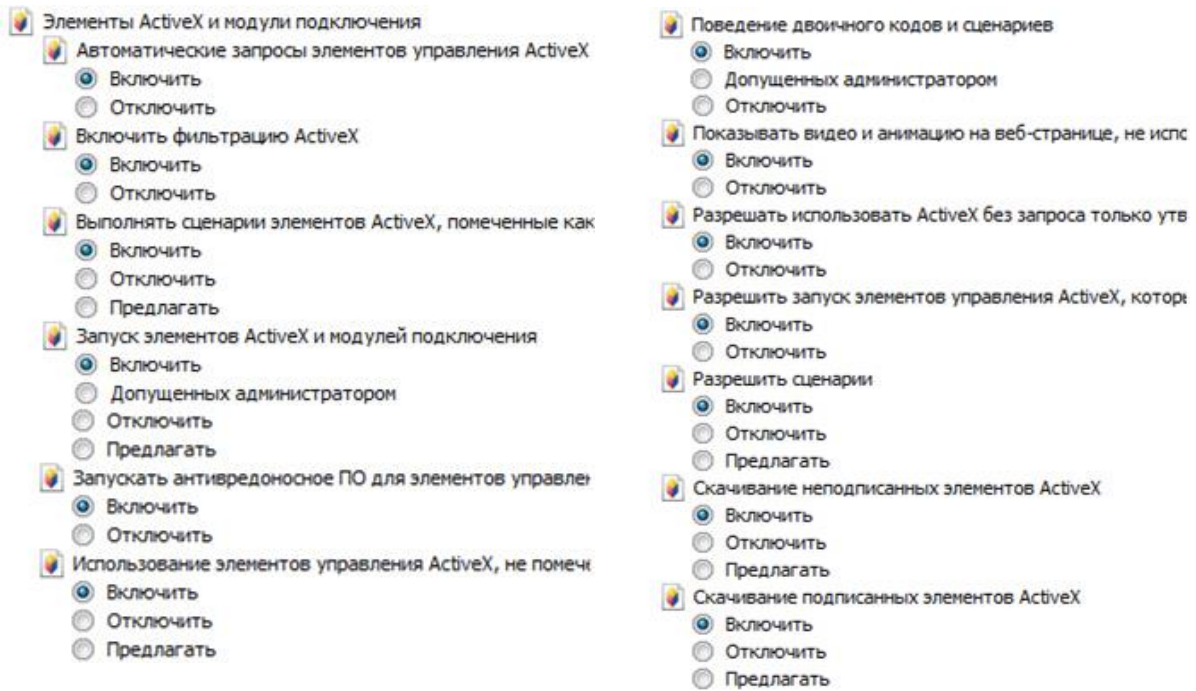 Элементы ActiveX и модули подключения
Автоматические запросы элементов управления ActiveX
Включить
Отключить
Включить фильтрацию ActiveX
Включить
Отключить
Выполнять сценарии элементов ActiveX, помеченные как
Включить
Отключить
Предлагать
Запуск элементов ActiveX и модулей подключения
Включить
Допущенных администратором
Отключить
Предлагать
Запускать антивредоносное ПО для элементов управлен
Включить
Отключить
Использование элементов управления ActiveX, не помече
Включить
Отключить
Предлагать
Поведение двоичного кодов и сценариев
Включить
Допущенных администратором
Отключить
Показывать видео и анимацию на веб-странице, не испо
Включить
Отключить
Разрешать использовать ActiveX без запроса только утв
Включить
Отключить
Разрешить запуск элементов управления ActiveX, которы
Включить
Отключить
Разрешить сценарии
Включить
Отключить
Предлагать
Скачивание неподписанных элементов ActiveX
Включить
Отключить
Предлагать
Скачивание подписанных элементов ActiveX
Включить
Отключить
Предлагать